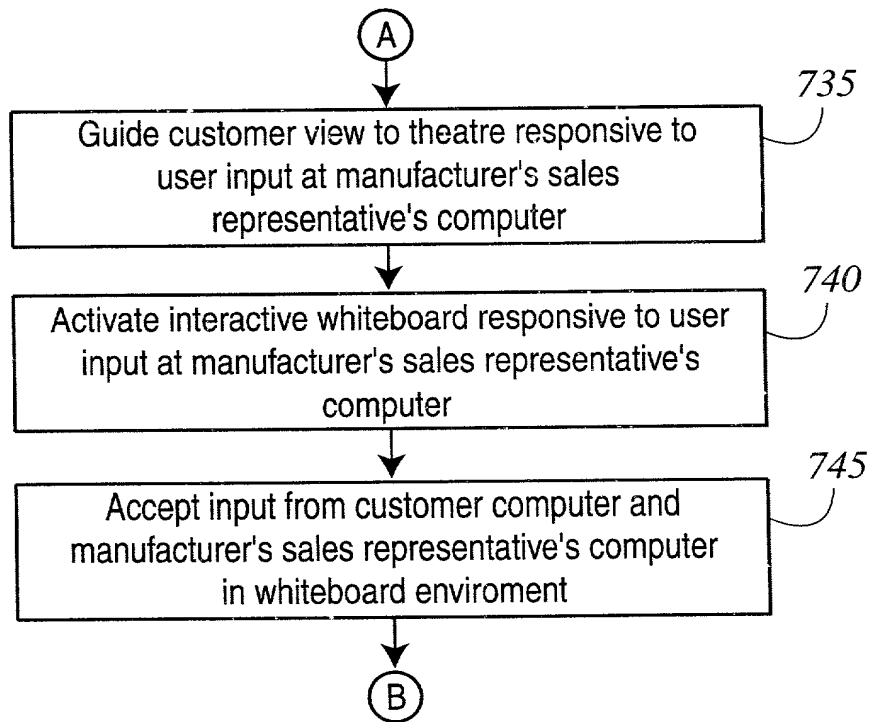 A
735
Guide customer view to theatre responsive to
user input at manufacturer's sales
representative's computer
740
Activate interactive whiteboard responsive to user
input at manufacturer's sales representative's
computer
745
Accept input from customer computer and
manufacturer's sales representative's computer
in whiteboard enviroment
B